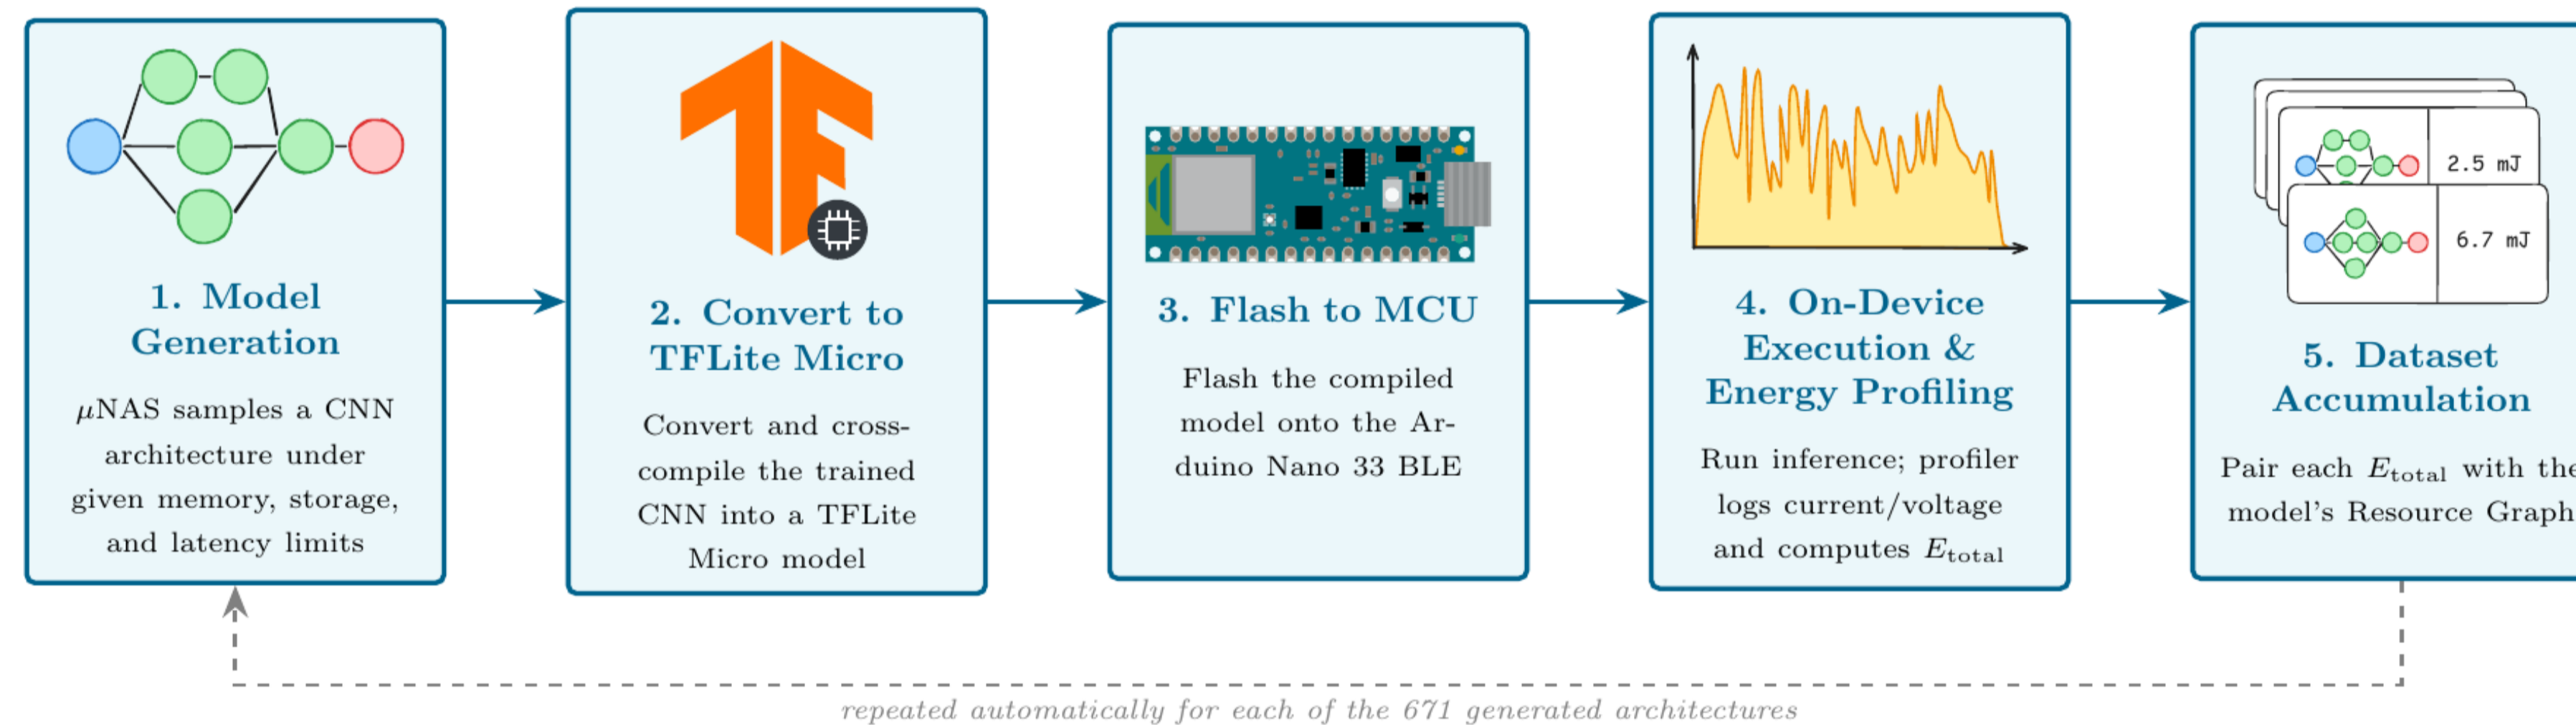 1. Model
Generation
μNAS samples a CNN
architecture under
given memory, storage,
and latency limits
2. Convert to
TFLite Micro
Convert and cross-
compile the trained
CNN into a TFLite
Micro model
3. Flash to MCU
Flash the compiled
model onto the Ar-
duino Nano 33 BLE
4. On-Device
Execution &
Energy Profiling
Run inference; profiler
logs current/voltage
and computes E_total
2.5 mJ
6.7 mJ
5. Dataset
Accumulation
Pair each E_total with the
model's Resource Graph
repeated automatically for each of the 671 generated architectures